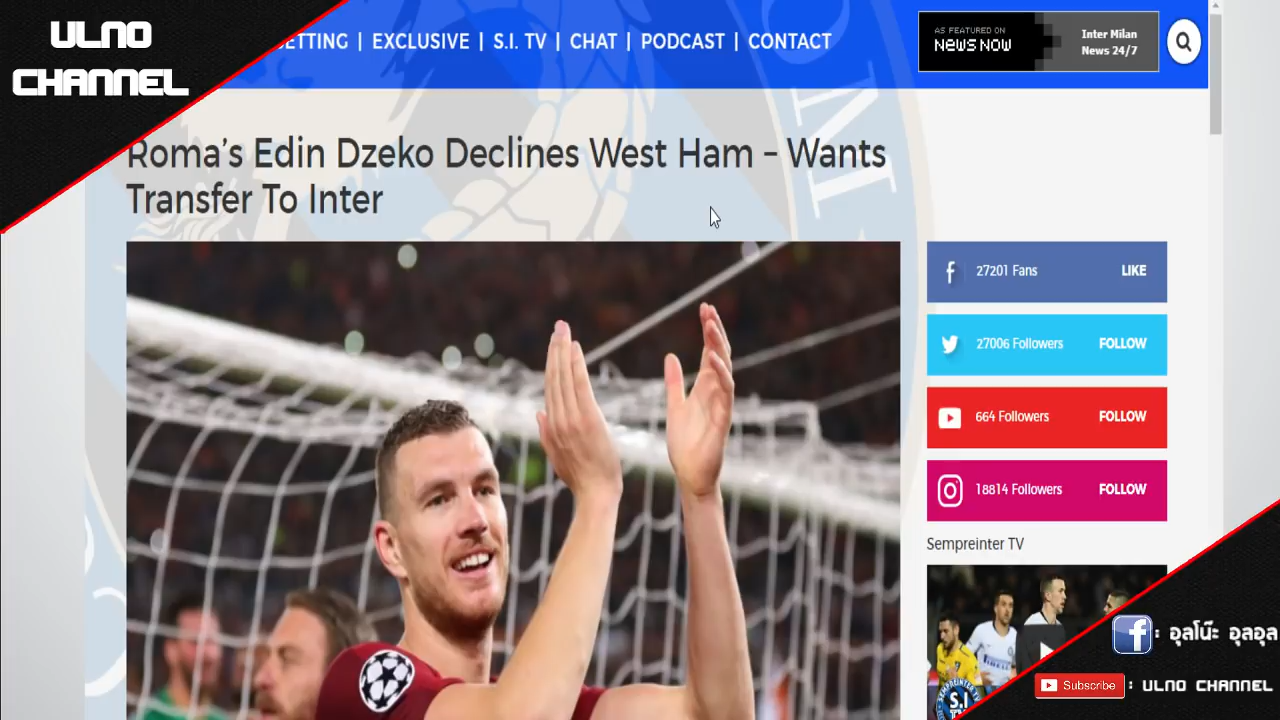 ULNO
CHANNEL
BETTING | EXCLUSIVE | S.I. TV | CHAT | PODCAST | CONTACT
AS FEATURED ON
NEWS NOW
Inter Milan
News 24/7
Roma's Edin Dzeko Declines West Ham – Wants
Transfer To Inter
27201 Fans LIKE
27006 Followers FOLLOW
664 Followers FOLLOW
18814 Followers FOLLOW
Sempreinter TV
: อุลโน๊ะ อุลอุล
Subscribe : ULNO CHANNEL